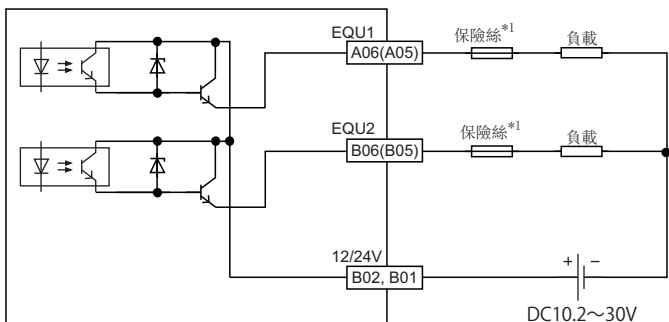 EQU1
A06(A05)
保險絲*1
負載
EQU2
B06(B05)
保險絲*1
負載
12/24V
B02, B01
+ −
DC10.2～30V